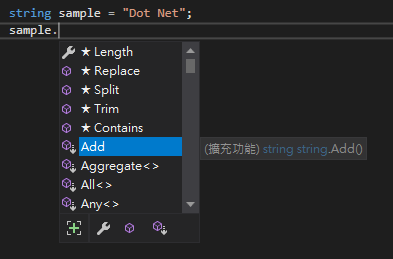 string sample = "Dot Net";
sample.
★ Length
★ Replace
★ Split
★ Trim
★ Contains
Add (擴充功能) string string.Add()
Aggregate<>
All<>
Any<>